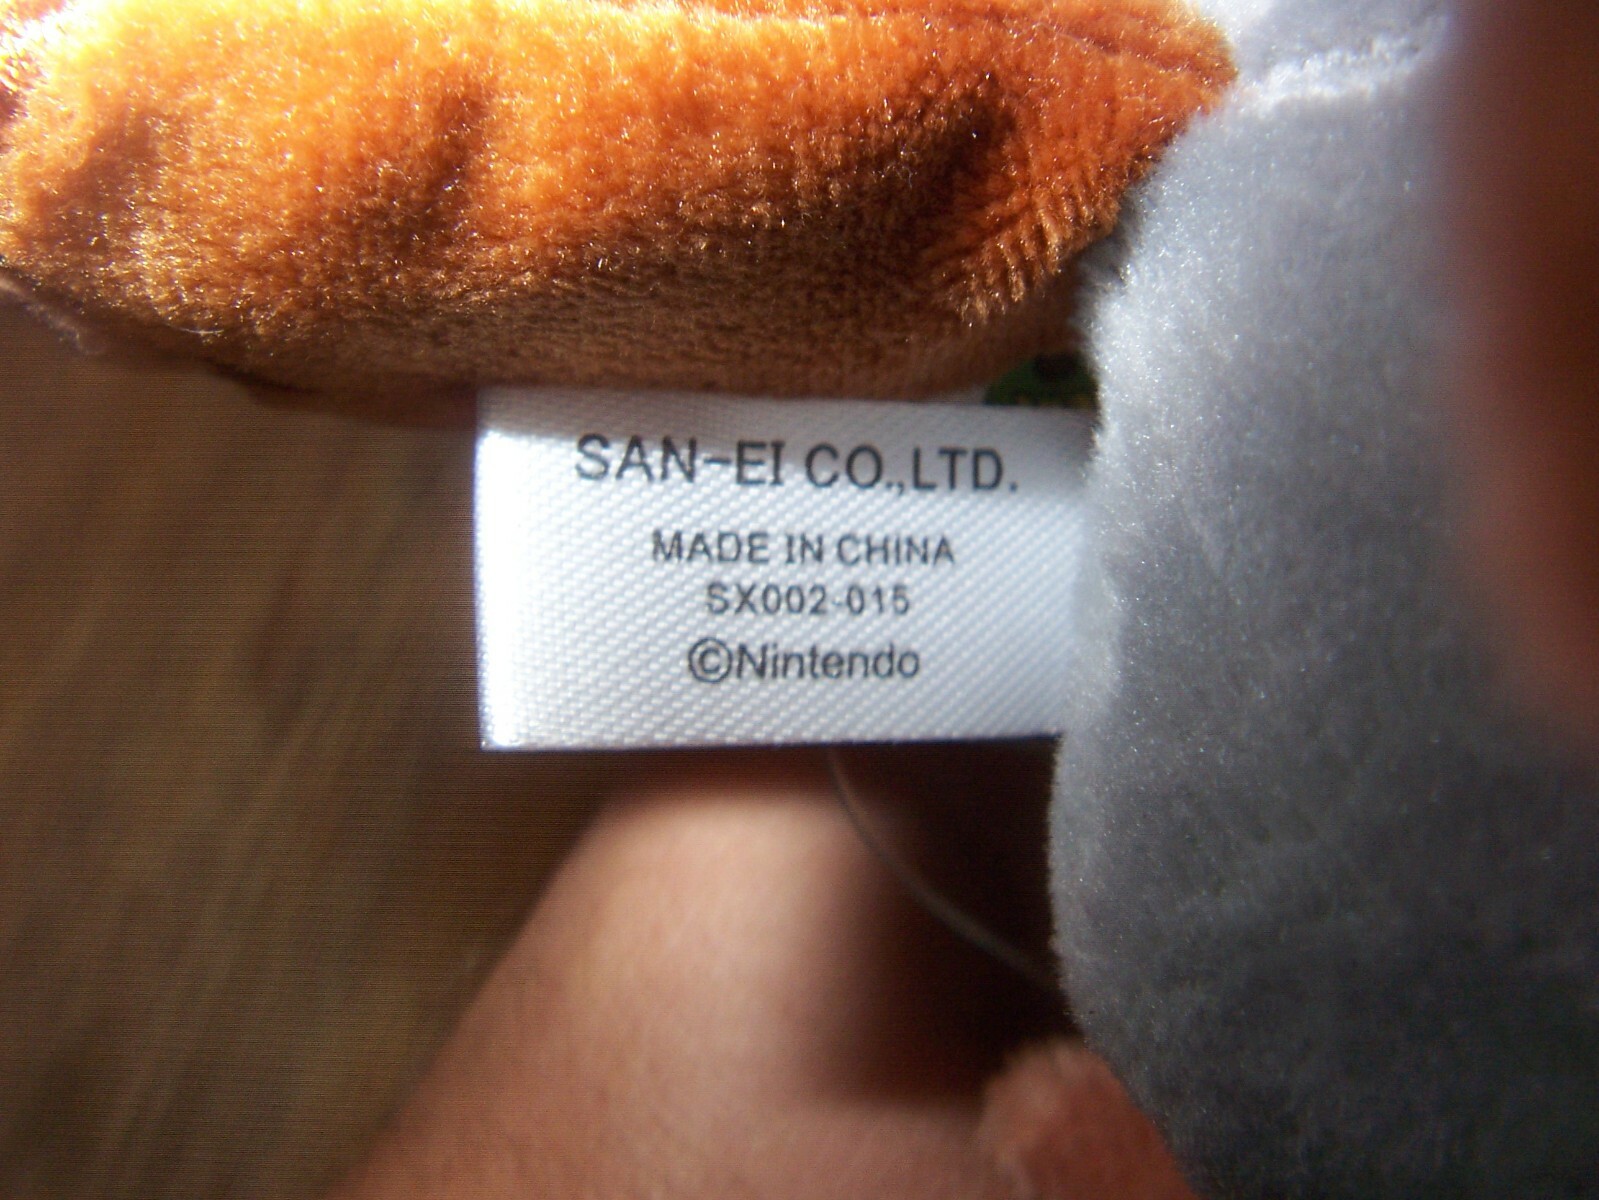 SAN-EI CO.,LTD.
MADE IN CHINA
SX002-015
©Nintendo